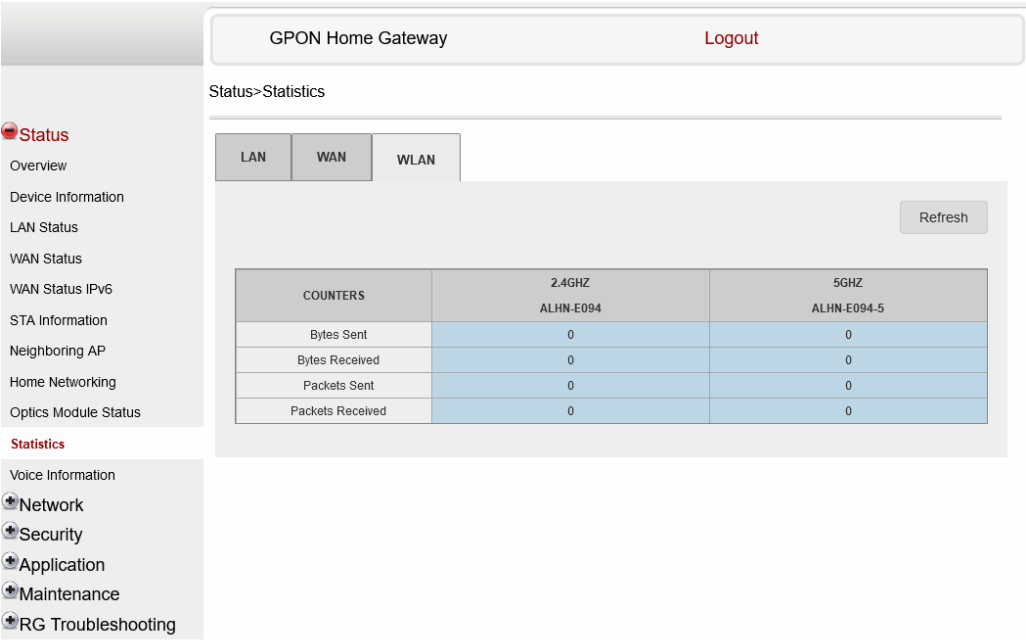 GPON Home Gateway Logout
Status>Statistics
Status
Overview
Device Information
LAN Status
WAN Status
WAN Status IPv6
STA Information
Neighboring AP
Home Networking
Optics Module Status
Statistics
Voice Information
Network
Security
Application
Maintenance
RG Troubleshooting
LAN WAN WLAN
Refresh
COUNTERS 2.4GHZ 5GHZ
ALHN-E094 ALHN-E094-5
Bytes Sent 0 0
Bytes Received 0 0
Packets Sent 0 0
Packets Received 0 0